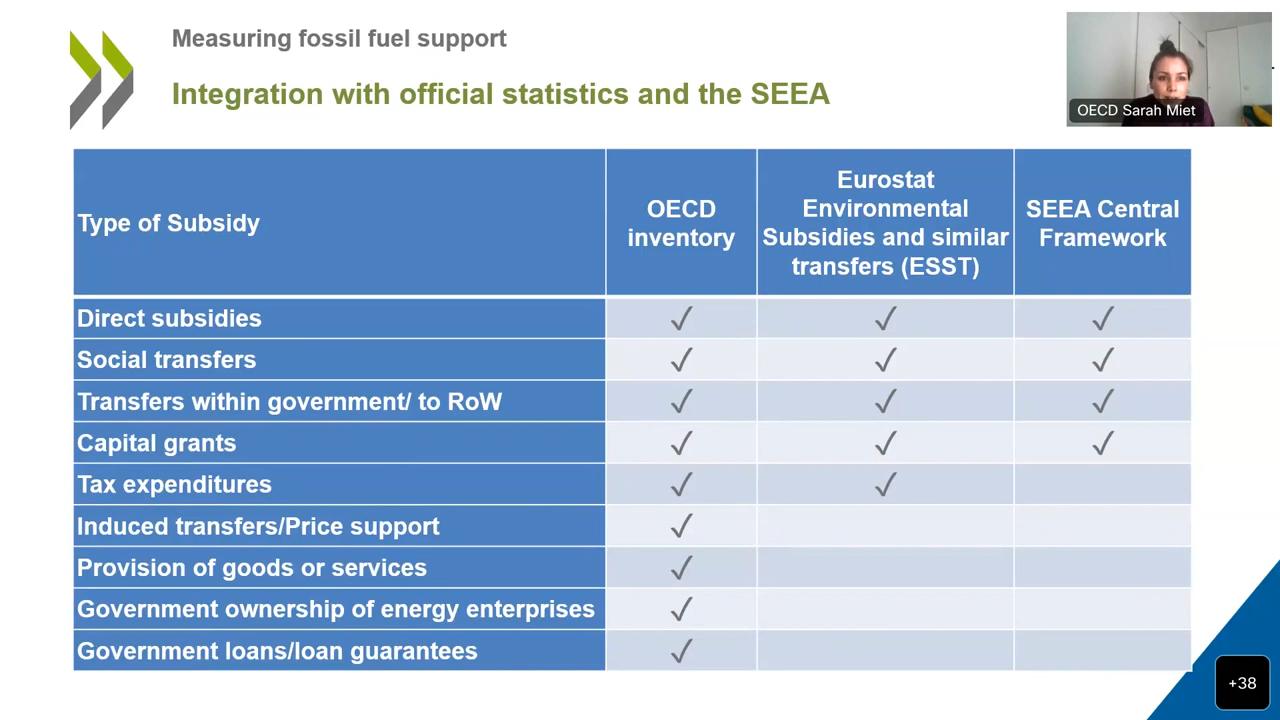 Measuring fossil fuel support
Integration with official statistics and the SEEA
OECD Sarah Miet
Type of Subsidy
OECD
inventory
Eurostat
Environmental
Subsidies and similar
transfers (ESST)
SEEA Central
Framework
Direct subsidies ✓ ✓ ✓
Social transfers ✓ ✓ ✓
Transfers within government/ to RoW ✓ ✓ ✓
Capital grants ✓ ✓ ✓
Tax expenditures ✓ ✓
Induced transfers/Price support ✓
Provision of goods or services ✓
Government ownership of energy enterprises ✓
Government loans/loan guarantees ✓
+38